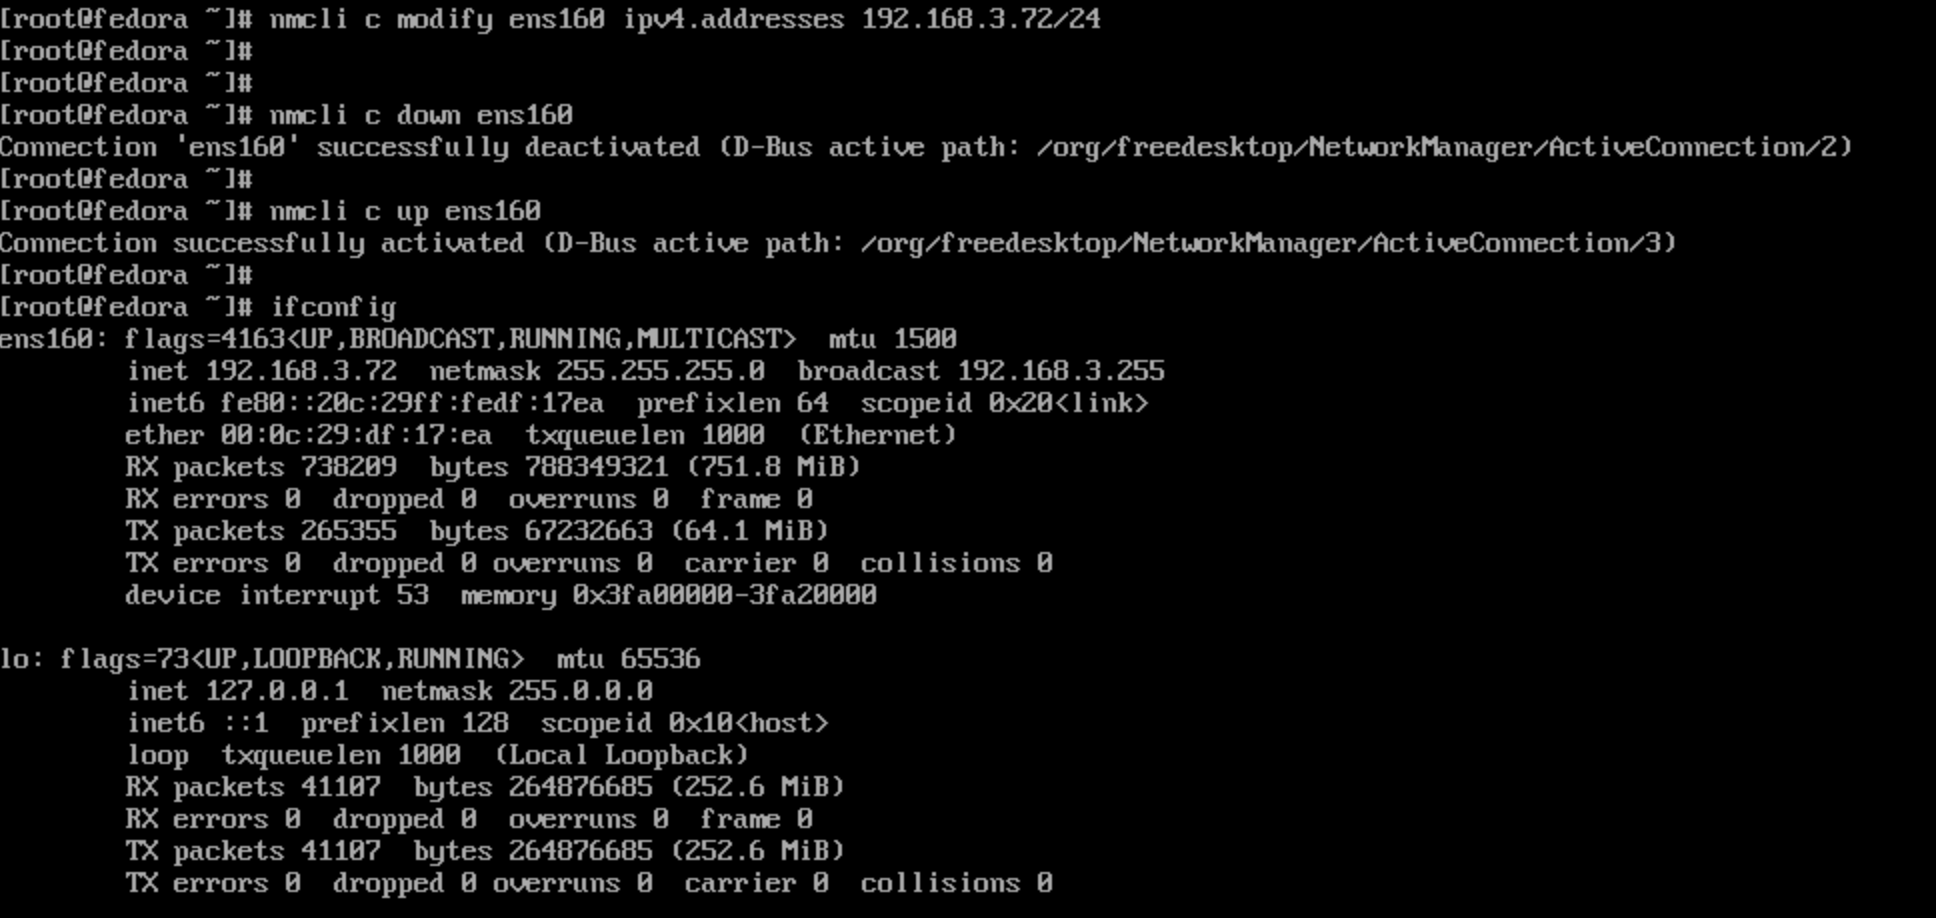 [root@fedora ~]# nmcli c modify ens160 ipv4.addresses 192.168.3.72/24
[root@fedora ~]#
[root@fedora ~]#
[root@fedora ~]# nmcli c down ens160
Connection 'ens160' successfully deactivated (D-Bus active path: /org/freedesktop/NetworkManager/ActiveConnection/2)
[root@fedora ~]#
[root@fedora ~]# nmcli c up ens160
Connection successfully activated (D-Bus active path: /org/freedesktop/NetworkManager/ActiveConnection/3)
[root@fedora ~]#
[root@fedora ~]# ifconfig
ens160: flags=4163<UP,BROADCAST,RUNNING,MULTICAST>  mtu 1500
        inet 192.168.3.72  netmask 255.255.255.0  broadcast 192.168.3.255
        inet6 fe80::20c:29ff:fedf:17ea  prefixlen 64  scopeid 0x20<link>
        ether 00:0c:29:df:17:ea  txqueuelen 1000  (Ethernet)
        RX packets 738209  bytes 788349321 (751.8 MiB)
        RX errors 0  dropped 0  overruns 0  frame 0
        TX packets 265355  bytes 67232663 (64.1 MiB)
        TX errors 0  dropped 0 overruns 0  carrier 0  collisions 0
        device interrupt 53  memory 0x3fa00000-3fa20000

lo: flags=73<UP,LOOPBACK,RUNNING>  mtu 65536
        inet 127.0.0.1  netmask 255.0.0.0
        inet6 ::1  prefixlen 128  scopeid 0x10<host>
        loop  txqueuelen 1000  (Local Loopback)
        RX packets 41107  bytes 264876685 (252.6 MiB)
        RX errors 0  dropped 0  overruns 0  frame 0
        TX packets 41107  bytes 264876685 (252.6 MiB)
        TX errors 0  dropped 0 overruns 0  carrier 0  collisions 0